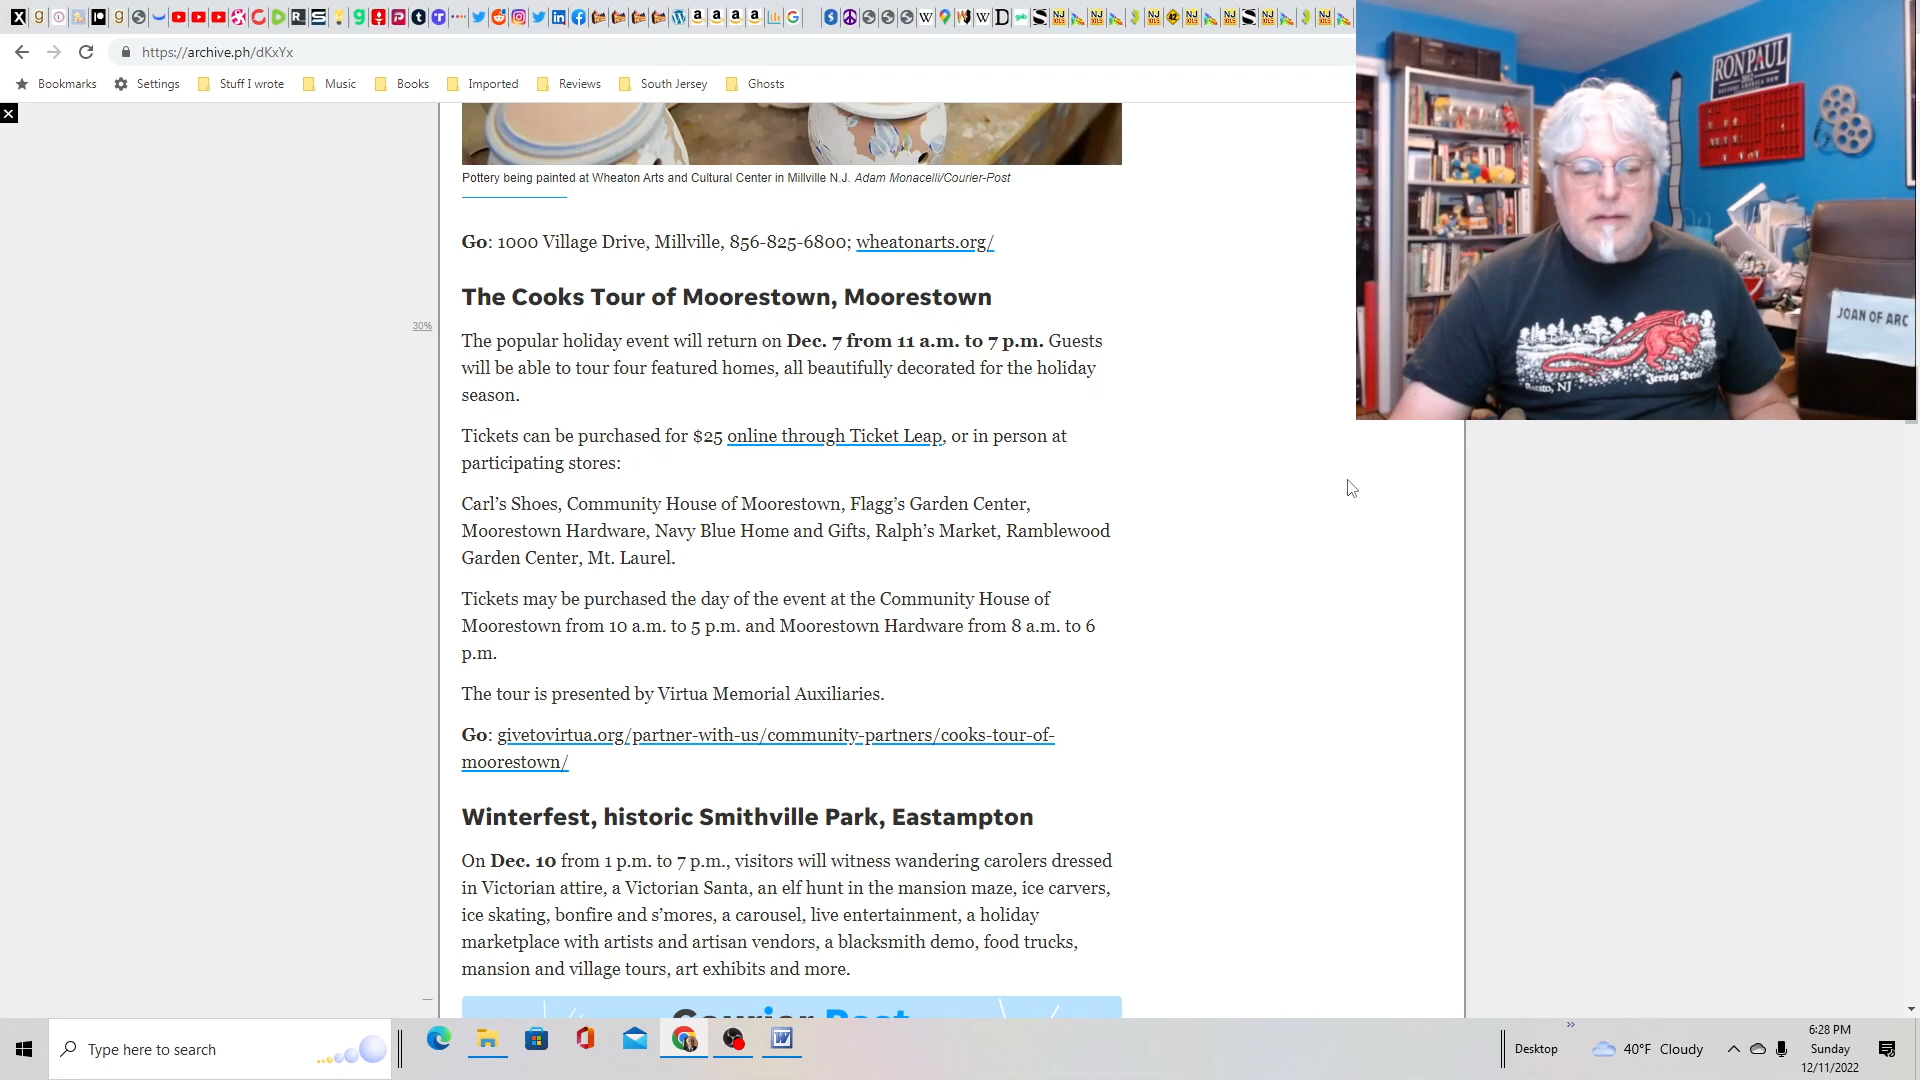 https://archive.ph/dKxYx
Bookmarks Settings Stuff I wrote Music Books Imported Reviews South Jersey Ghosts
Pottery being painted at Wheaton Arts and Cultural Center in Millville N.J. Adam Monacelli/Courier-Post
Go: 1000 Village Drive, Millville, 856-825-6800; wheatonarts.org/
The Cooks Tour of Moorestown, Moorestown
30%
The popular holiday event will return on Dec. 7 from 11 a.m. to 7 p.m. Guests
will be able to tour four featured homes, all beautifully decorated for the holiday
season.
Tickets can be purchased for $25 online through Ticket Leap, or in person at
participating stores:
Carl’s Shoes, Community House of Moorestown, Flagg’s Garden Center,
Moorestown Hardware, Navy Blue Home and Gifts, Ralph’s Market, Ramblewood
Garden Center, Mt. Laurel.
Tickets may be purchased the day of the event at the Community House of
Moorestown from 10 a.m. to 5 p.m. and Moorestown Hardware from 8 a.m. to 6
p.m.
The tour is presented by Virtua Memorial Auxiliaries.
Go: givetovirtua.org/partner-with-us/community-partners/cooks-tour-of-
moorestown/
Winterfest, historic Smithville Park, Eastampton
On Dec. 10 from 1 p.m. to 7 p.m., visitors will witness wandering carolers dressed
in Victorian attire, a Victorian Santa, an elf hunt in the mansion maze, ice carvers,
ice skating, bonfire and s’mores, a carousel, live entertainment, a holiday
marketplace with artists and artisan vendors, a blacksmith demo, food trucks,
mansion and village tours, art exhibits and more.
Courier Post
RON PAUL
2012
JOAN OF ARC
Batsto, NJ
Jersey Devil
Type here to search
Desktop
40°F Cloudy
6:28 PM
Sunday
12/11/2022